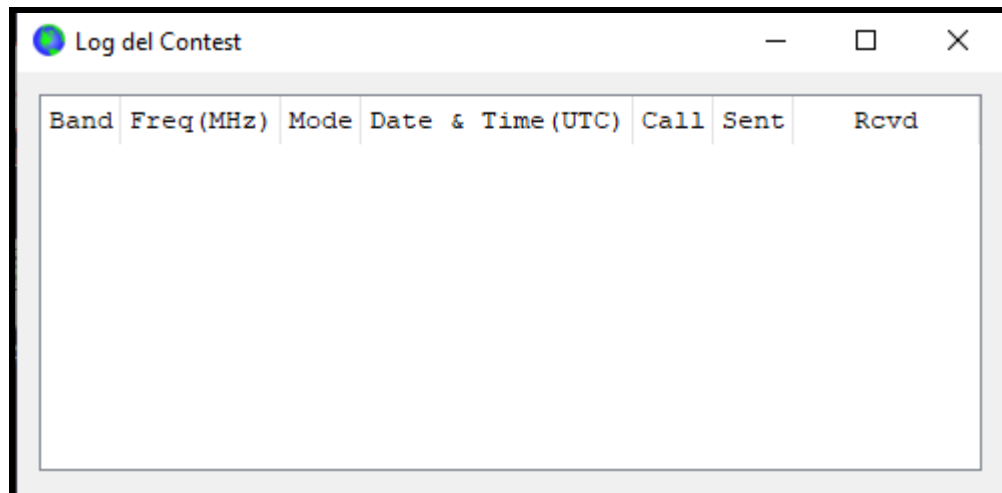 Log del Contest
Band Freq(MHz) Mode Date & Time(UTC) Call Sent Rcvd